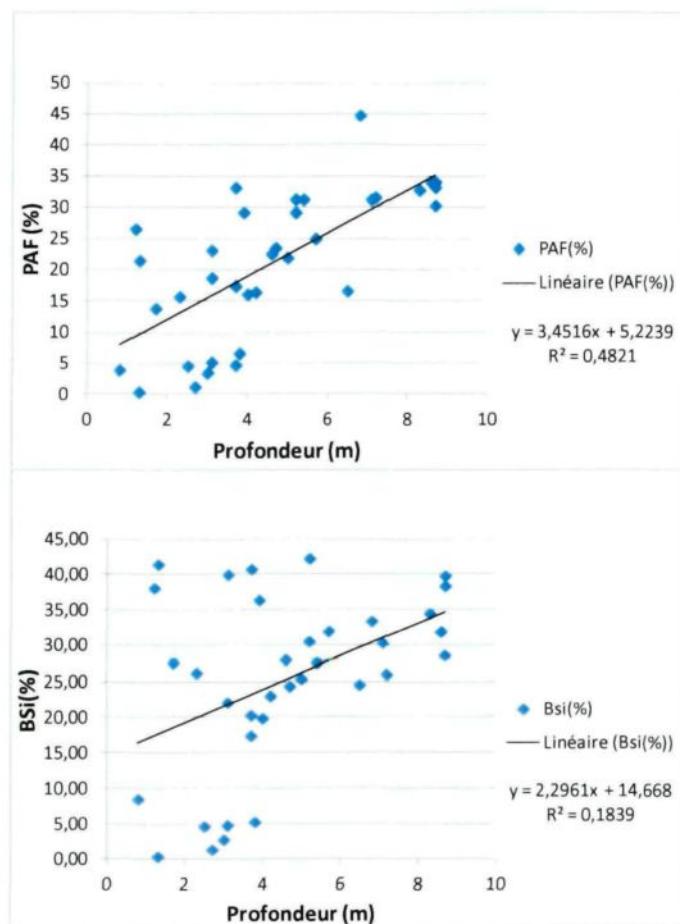 50
45
40
35
30
25
20
15
10
5
0
PAF (%)
0 2 4 6 8 10
Profondeur (m)
PAF(%)
Linéaire (PAF(%))
y = 3,4516x + 5,2239
R² = 0,4821
45,00
40,00
35,00
30,00
25,00
20,00
15,00
10,00
5,00
0,00
BSi(%)
0 2 4 6 8 10
Profondeur (m)
Bsi(%)
Linéaire (Bsi(%))
y = 2,2961x + 14,668
R² = 0,1839